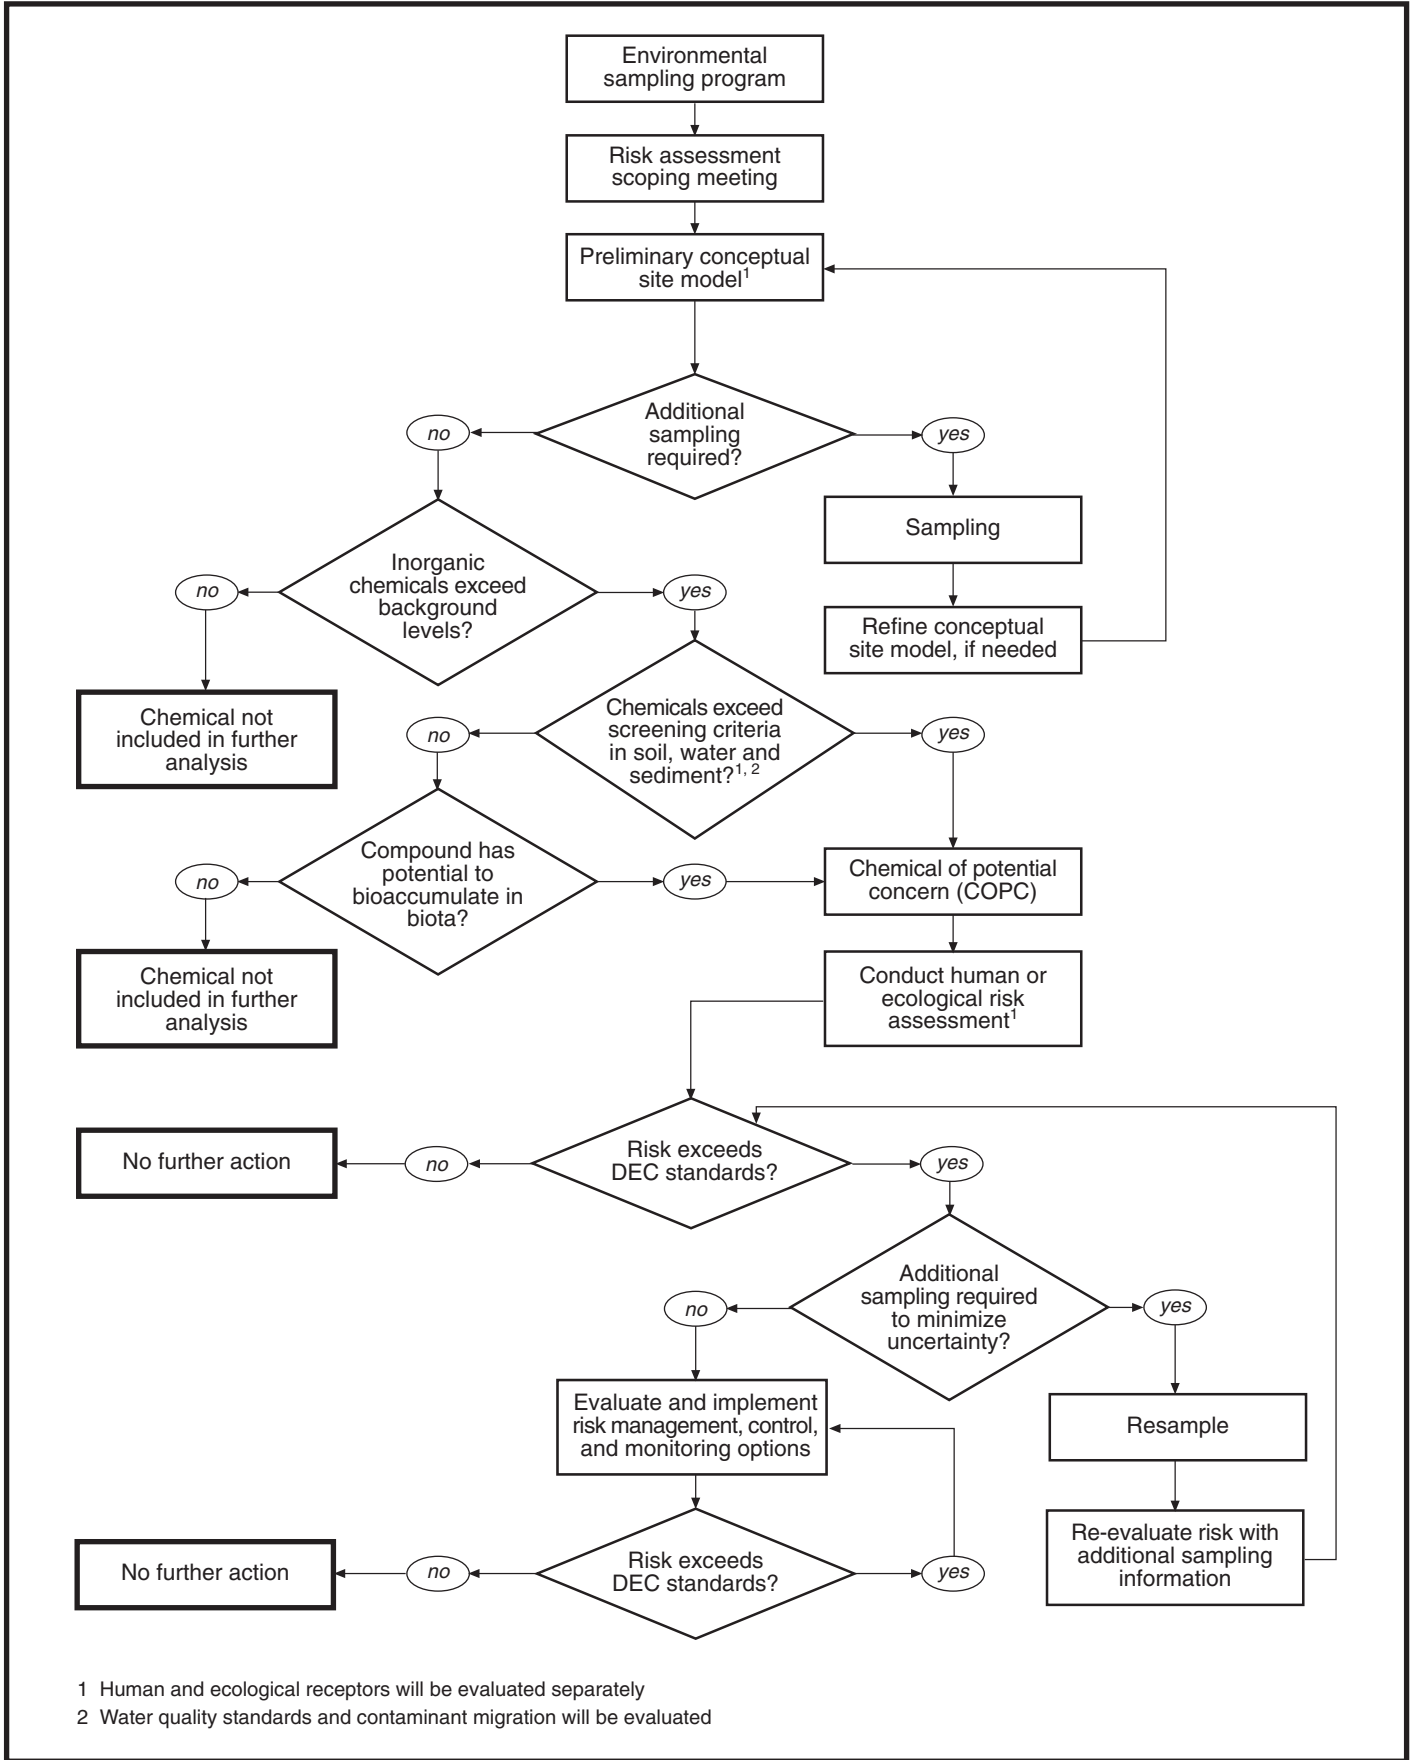 Environmental
sampling program
Risk assessment
scoping meeting
Preliminary conceptual
site model1
Additional
sampling
required?
no
yes
Sampling
Refine conceptual
site model, if needed
Inorganic
chemicals exceed
background
levels?
no
yes
Chemical not
included in further
analysis
Chemicals exceed
screening criteria
in soil, water and
sediment?1, 2
no
yes
Compound has
potential to
bioaccumulate in
biota?
no
yes
Chemical of potential
concern (COPC)
Chemical not
included in further
analysis
Conduct human or
ecological risk
assessment1
Risk exceeds
DEC standards?
no
yes
No further action
Additional
sampling required
to minimize
uncertainty?
no
yes
Evaluate and implement
risk management, control,
and monitoring options
Resample
Re-evaluate risk with
additional sampling
information
Risk exceeds
DEC standards?
no
yes
No further action
1 Human and ecological receptors will be evaluated separately
2 Water quality standards and contaminant migration will be evaluated